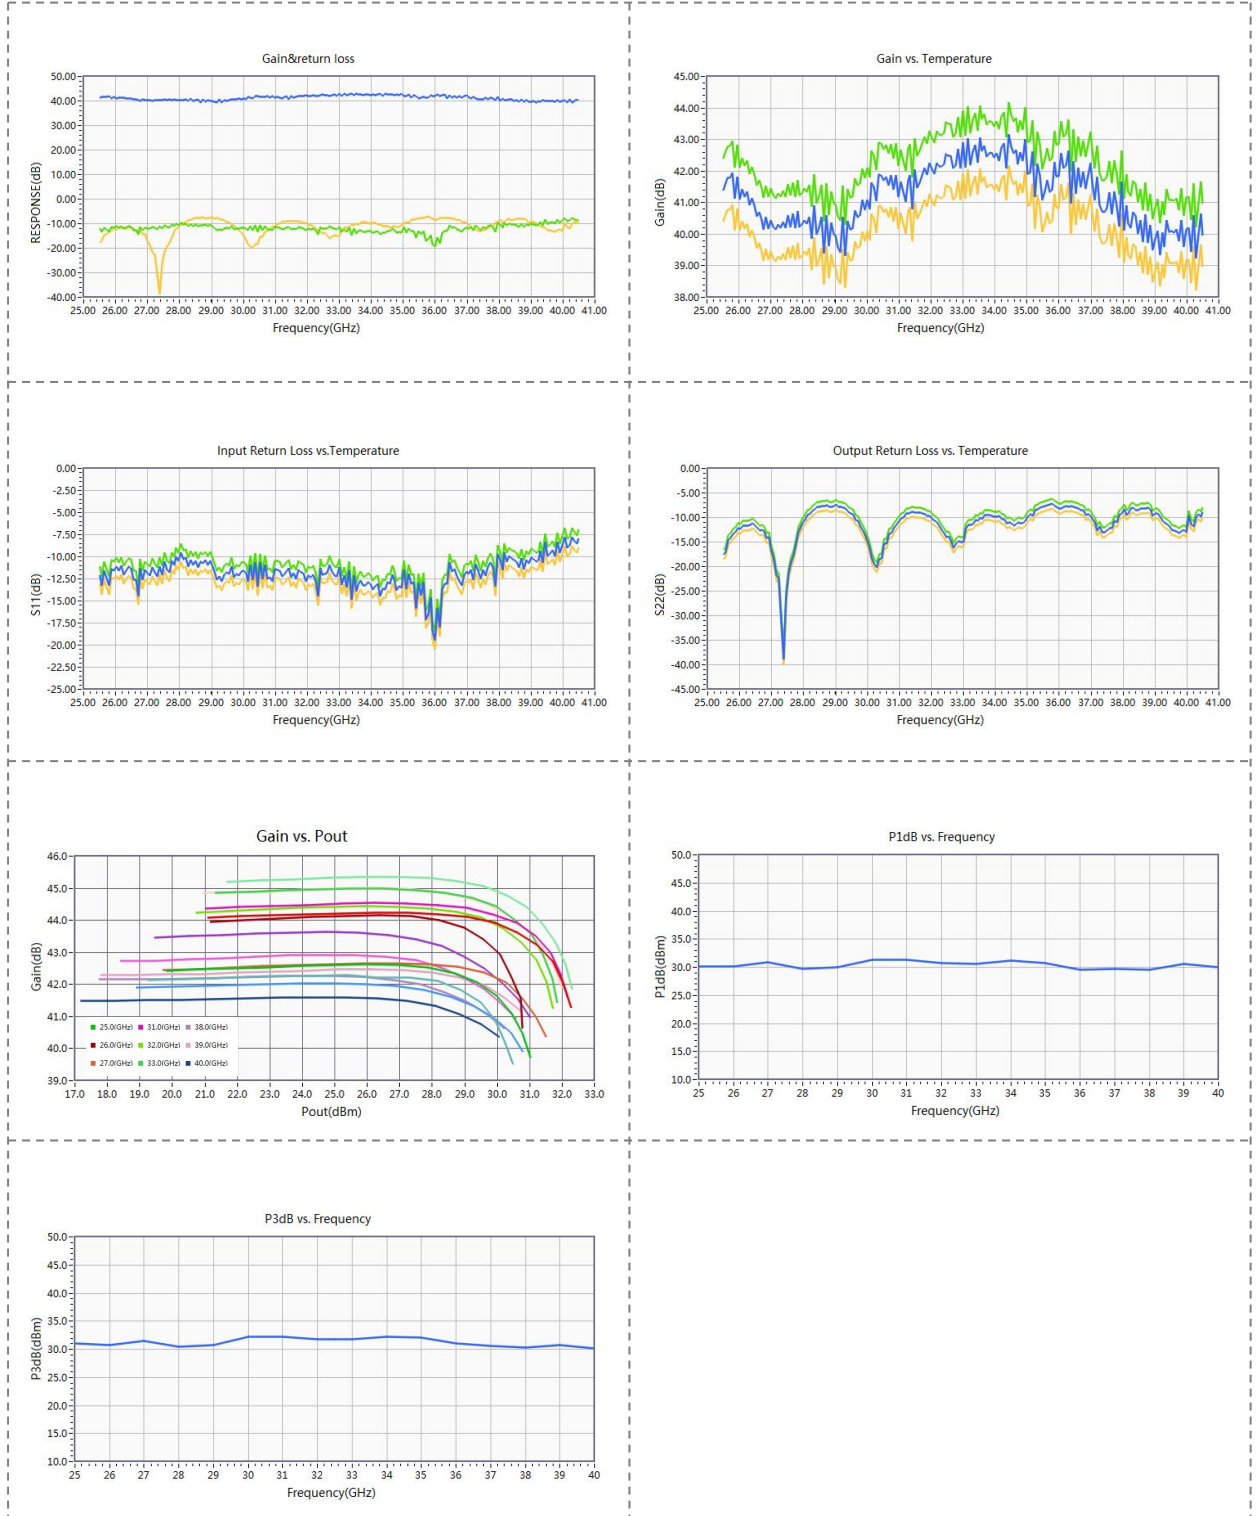 Gain&return loss
50.00
40.00
30.00
20.00
10.00
0.00
-10.00
-20.00
-30.00
-40.00
RESPONSE(dB)
25.00 26.00 27.00 28.00 29.00 30.00 31.00 32.00 33.00 34.00 35.00 36.00 37.00 38.00 39.00 40.00 41.00
Frequency(GHz)
Gain vs. Temperature
45.00
44.00
43.00
42.00
41.00
40.00
39.00
38.00
Gain(dB)
25.00 26.00 27.00 28.00 29.00 30.00 31.00 32.00 33.00 34.00 35.00 36.00 37.00 38.00 39.00 40.00 41.00
Frequency(GHz)
Input Return Loss vs.Temperature
0.00
-2.50
-5.00
-7.50
-10.00
-12.50
-15.00
-17.50
-20.00
-22.50
-25.00
S11(dB)
25.00 26.00 27.00 28.00 29.00 30.00 31.00 32.00 33.00 34.00 35.00 36.00 37.00 38.00 39.00 40.00 41.00
Frequency(GHz)
Output Return Loss vs. Temperature
0.00
-5.00
-10.00
-15.00
-20.00
-25.00
-30.00
-35.00
-40.00
-45.00
S22(dB)
25.00 26.00 27.00 28.00 29.00 30.00 31.00 32.00 33.00 34.00 35.00 36.00 37.00 38.00 39.00 40.00 41.00
Frequency(GHz)
Gain vs. Pout
46.0
45.0
44.0
43.0
42.0
41.0
40.0
39.0
Gain(dB)
25.0(GHz) 31.0(GHz) 38.0(GHz)
26.0(GHz) 32.0(GHz) 39.0(GHz)
27.0(GHz) 33.0(GHz) 40.0(GHz)
17.0 18.0 19.0 20.0 21.0 22.0 23.0 24.0 25.0 26.0 27.0 28.0 29.0 30.0 31.0 32.0 33.0
Pout(dBm)
P1dB vs. Frequency
50.0
45.0
40.0
35.0
30.0
25.0
20.0
15.0
10.0
P1dB(dBm)
25 26 27 28 29 30 31 32 33 34 35 36 37 38 39 40
Frequency(GHz)
P3dB vs. Frequency
50.0
45.0
40.0
35.0
30.0
25.0
20.0
15.0
10.0
P3dB(dBm)
25 26 27 28 29 30 31 32 33 34 35 36 37 38 39 40
Frequency(GHz)